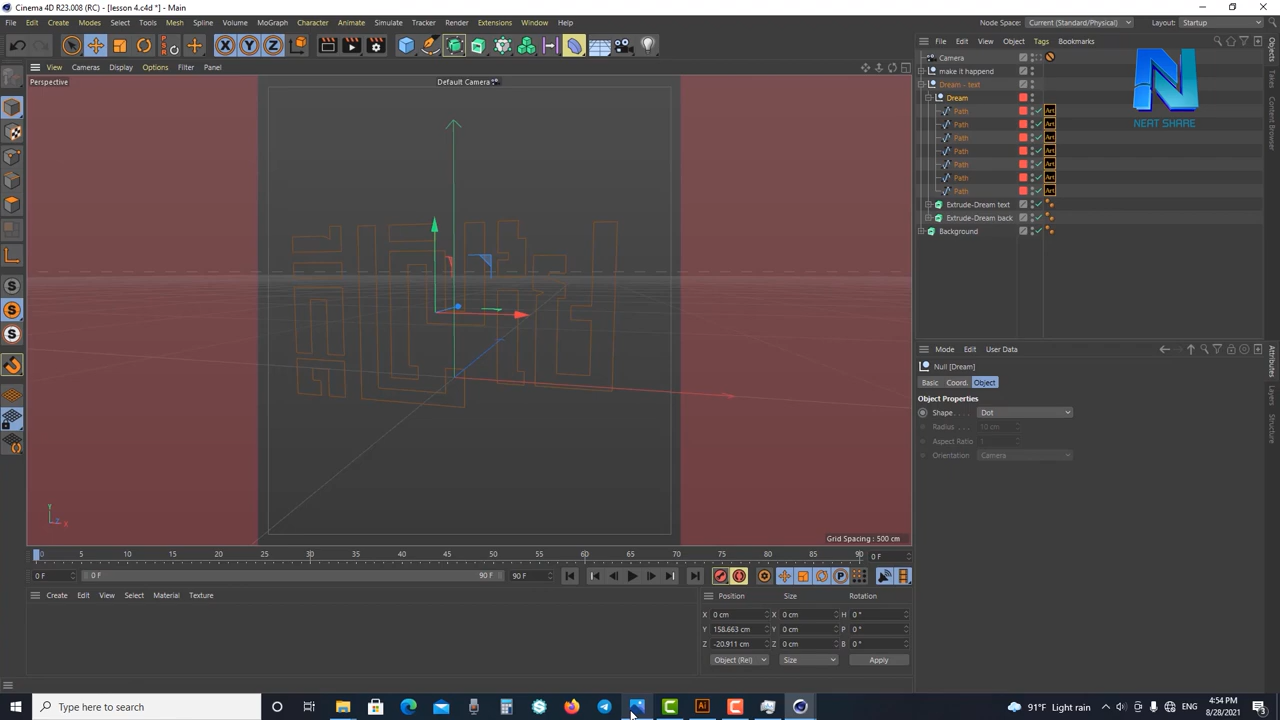 Cinema 4D R23.008 (RC) - [lesson 4.c4d *] - Main
File Edit Create Modes Select Tools Mesh Spline Volume MoGraph Character Animate Simulate Tracker Render Extensions Window Help
Node Space: Current (Standard/Physical) Layout: Startup
View Cameras Display Options Filter Panel
File Edit View Object Tags Bookmarks
Perspective
Default Camera
Camera
make it happend
Dream - text
Dream
Path
Path
Path
Path
Path
Path
Path
Extrude-Dream text
Extrude-Dream back
Background
NEAT SHARE
Objects
Takes
Content Browser
Attributes
Layers
Structure
Mode Edit User Data
Null [Dream]
Basic Coord. Object
Object Properties
Shape Dot
Radius 10 cm
Aspect Ratio 1
Orientation Camera
Grid Spacing : 500 cm
0 5 10 15 20 25 30 35 40 45 50 55 60 65 70 75 80 85 90 0 F
0 F 0 F 90 F 90 F
Create Edit View Select Material Texture
Position Size Rotation
X 0 cm X 0 cm H 0 °
Y 158.663 cm Y 0 cm P 0 °
Z -20.911 cm Z 0 cm B 0 °
Object (Rel) Size Apply
Type here to search
91°F Light rain
4:54 PM
8/28/2021